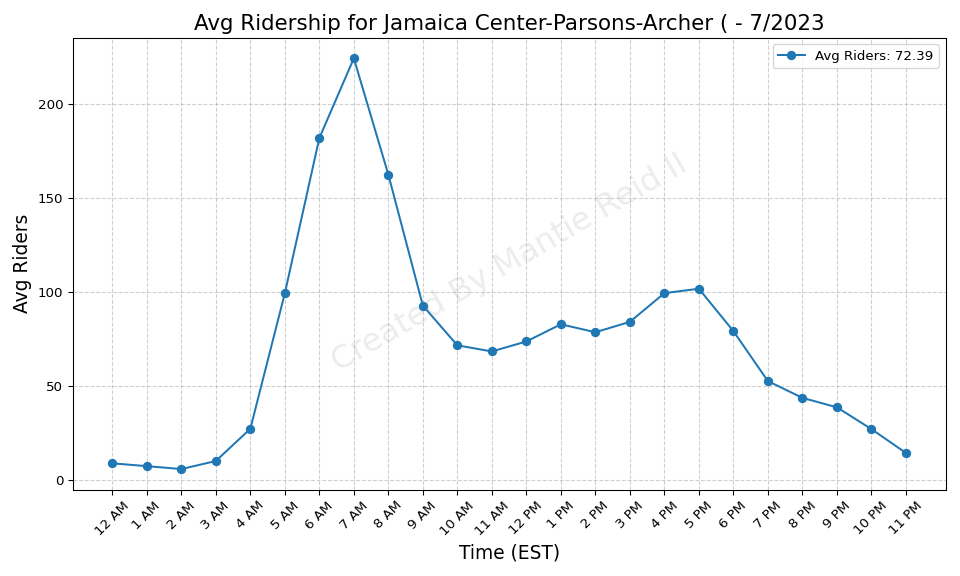 Avg Ridership for Jamaica Center-Parsons-Archer ( - 7/2023
Avg Riders: 72.39
Avg Riders
200
150
100
50
0
Created By Mantle Reid II
12 AM
1 AM
2 AM
3 AM
4 AM
5 AM
6 AM
7 AM
8 AM
9 AM
10 AM
11 AM
12 PM
1 PM
2 PM
3 PM
4 PM
5 PM
6 PM
7 PM
8 PM
9 PM
10 PM
11 PM
Time (EST)